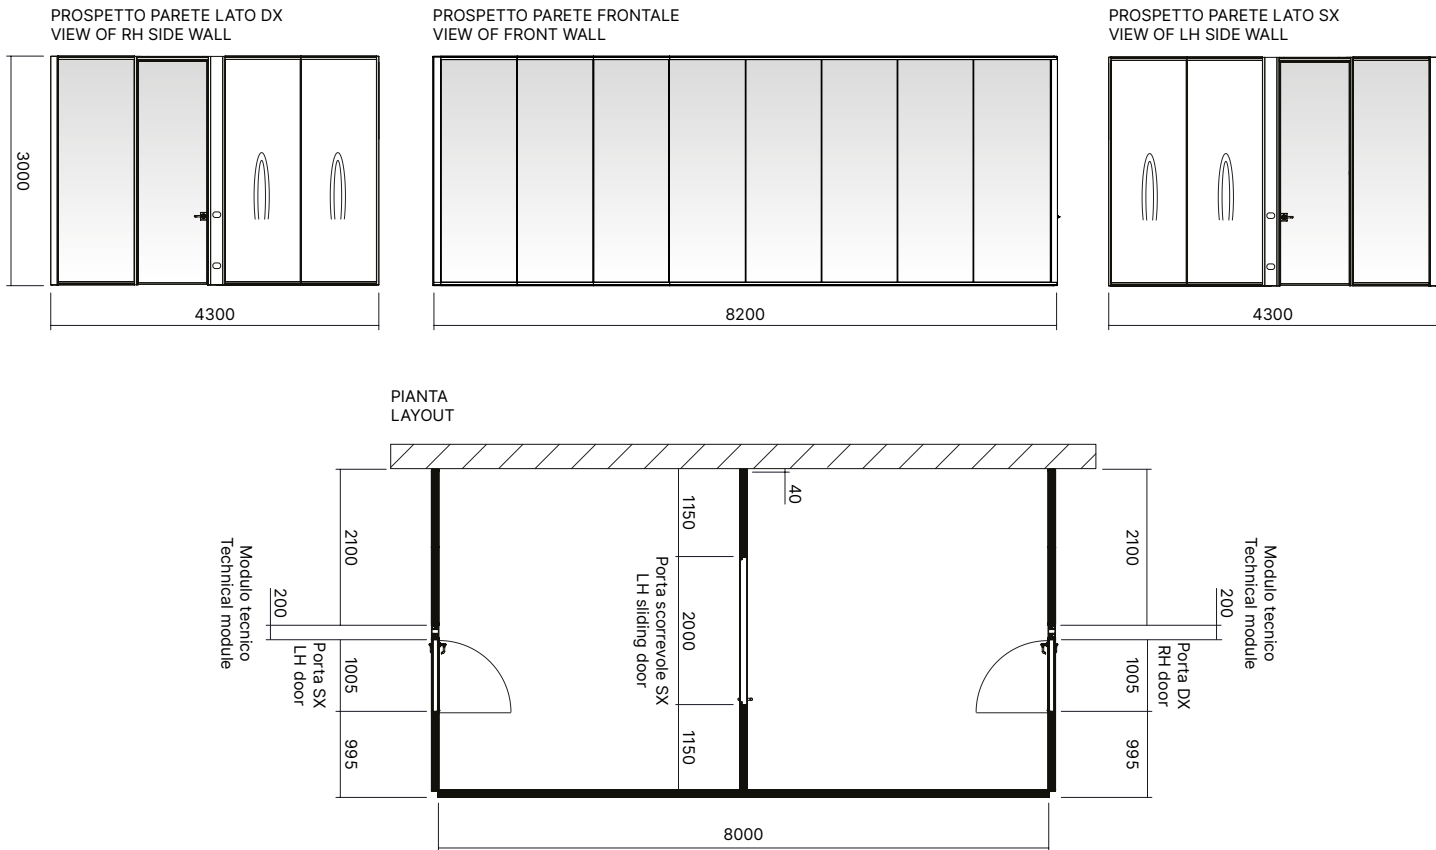 PROSPETTO PARETE LATO DX
VIEW OF RH SIDE WALL
PROSPETTO PARETE FRONTALE
VIEW OF FRONT WALL
PROSPETTO PARETE LATO SX
VIEW OF LH SIDE WALL
3000
4300
8200
4300
PIANTA
LAYOUT
2100
Modulo tecnico
Technical module
200
Porta SX
LH door
1005
995
1150
40
Porta scorrevole SX
LH sliding door
2000
1150
2100
Modulo tecnico
Technical module
200
Porta DX
RH door
1005
995
8000